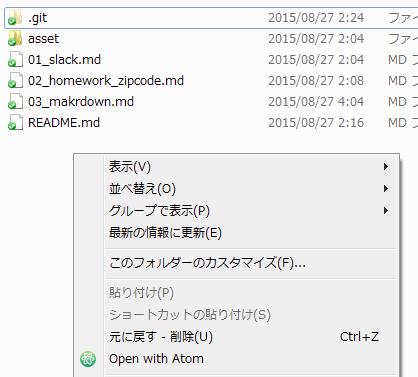 .git 2015/08/27 2:24 ファイ
asset 2015/08/27 2:04 ファイ
01_slack.md 2015/08/27 2:04 MD フ
02_homework_zipcode.md 2015/08/27 2:08 MD フ
03_makrdown.md 2015/08/27 4:04 MD フ
README.md 2015/08/27 2:16 MD フ
表示(V)
並べ替え(O)
グループで表示(P)
最新の情報に更新(E)
このフォルダーのカスタマイズ(F)...
貼り付け(P)
ショートカットの貼り付け(S)
元に戻す - 削除(U) Ctrl+Z
Open with Atom